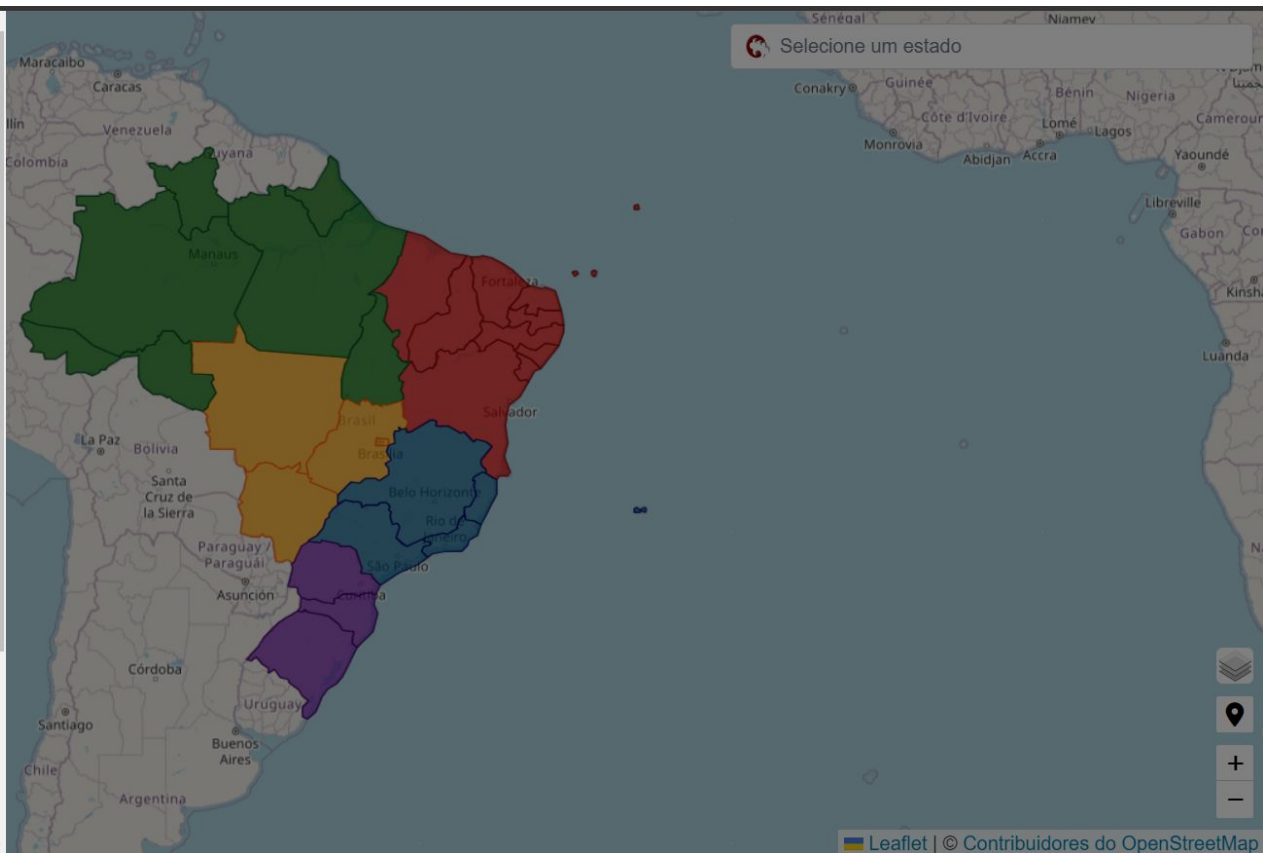 Sénégal
Niamey
Selecione um estado
Maracaibo
Caracas
Conakry
Guinée
Bénin
Nigeria
Côte d'Ivoire
Lomé
Lagos
Cameroun
Monrovia
Abidjan
Accra
Yaoundé
Venezuela
Colombia
Guyana
Libreville
Gabon
Manaus
Fortaleza
Luanda
Salvador
Brasil
Brasília
La Paz
Bolivia
Santa
Cruz de
la Sierra
Belo Horizonte
Rio de
Janeiro
Paraguay /
Paraguái
São Paulo
Asunción
Curitiba
Córdoba
Uruguay
Santiago
Buenos
Aires
Chile
Argentina
+
−
Leaflet | © Contribuidores do OpenStreetMap